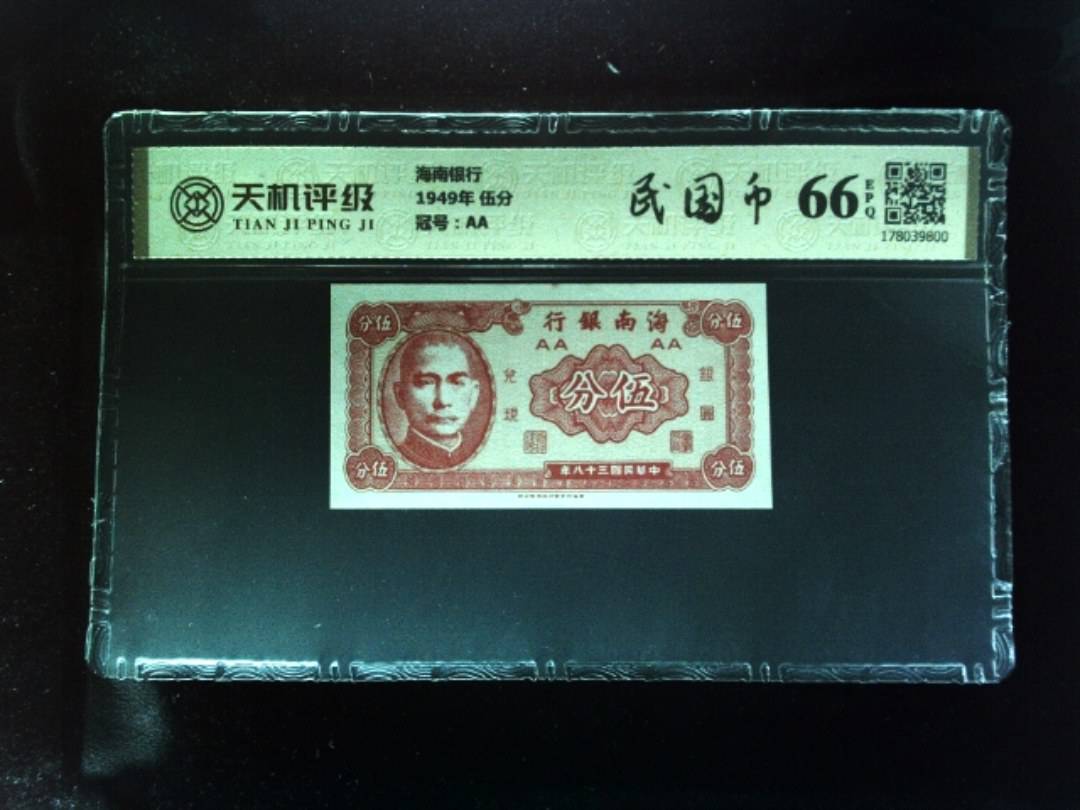 天机评级
TIAN JI PING JI
海南银行
1949年 伍分
冠号：AA
民国币
66
EPQ
178039800
行銀南海
AA AA
分伍
分伍
兌現
銀圓
分伍
分伍
分伍
年八十三國民華中